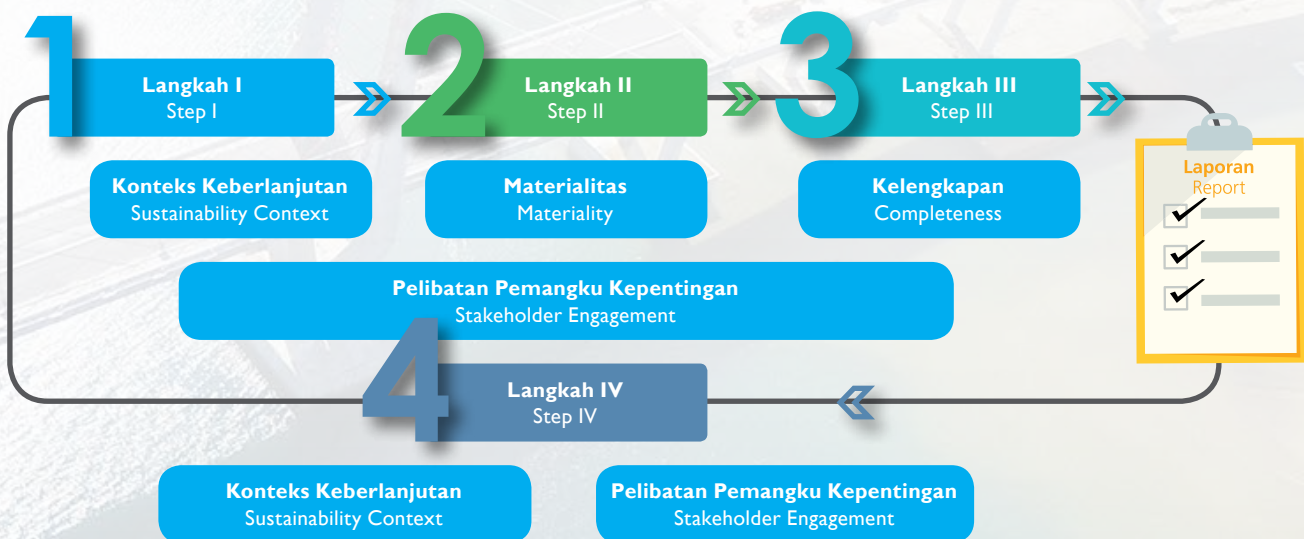 1
Langkah I
Step I
2
Langkah II
Step II
3
Langkah III
Step III
Laporan
Report
Konteks Keberlanjutan
Sustainability Context
Materialitas
Materiality
Kelengkapan
Completeness
Pelibatan Pemangku Kepentingan
Stakeholder Engagement
4
Langkah IV
Step IV
Konteks Keberlanjutan
Sustainability Context
Pelibatan Pemangku Kepentingan
Stakeholder Engagement